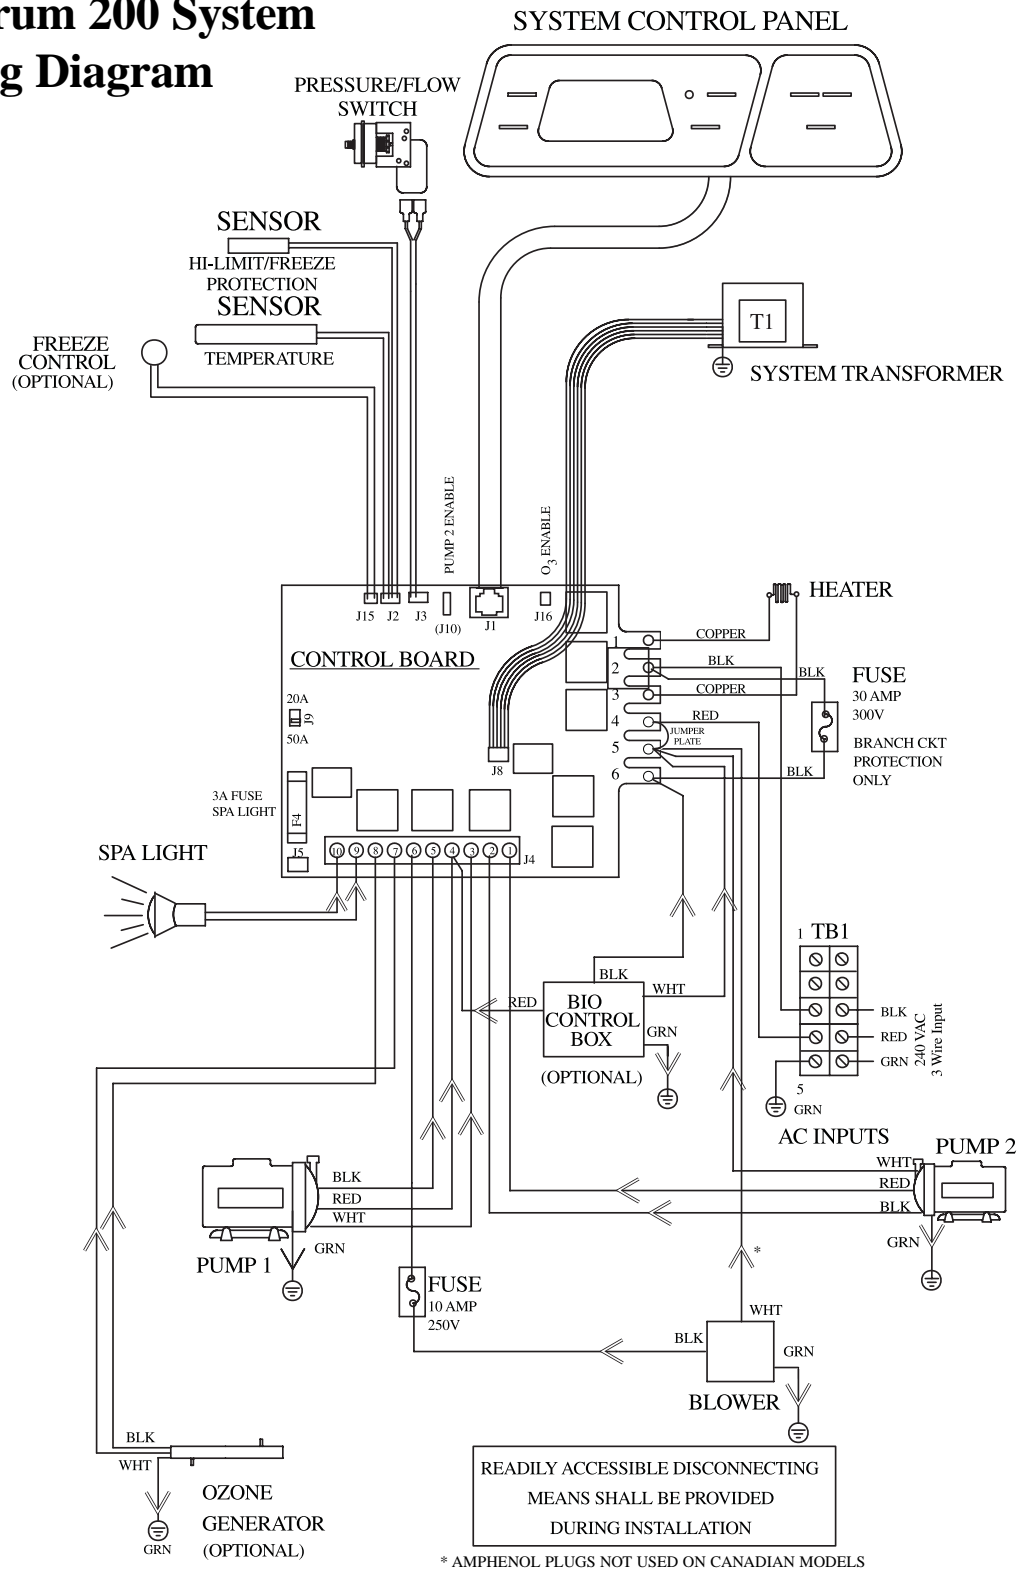 rum 200 System
g Diagram
SYSTEM CONTROL PANEL
PRESSURE/FLOW
SWITCH
SENSOR
HI-LIMIT/FREEZE
PROTECTION
SENSOR
TEMPERATURE
FREEZE
CONTROL
(OPTIONAL)
T1
SYSTEM TRANSFORMER
PUMP 2 ENABLE
O3 ENABLE
J15
J2
J3
(J10)
J1
J16
HEATER
COPPER
BLK
COPPER
BLK
FUSE
30 AMP
300V
BRANCH CKT
PROTECTION
ONLY
RED
JUMPER
PLATE
BLK
1
2
3
4
5
6
CONTROL BOARD
20A
J9
50A
J8
3A FUSE
SPA LIGHT
F4
J5
10
9
8
7
6
5
4
3
2
1
J4
SPA LIGHT
1 TB1
BLK
RED
GRN
240 VAC
3 Wire Input
5
GRN
AC INPUTS
BLK
RED
WHT
BIO
CONTROL
BOX
GRN
(OPTIONAL)
PUMP 2
WHT
RED
BLK
GRN
BLK
RED
WHT
GRN
PUMP 1
FUSE
10 AMP
250V
*
WHT
BLK
GRN
BLOWER
BLK
WHT
GRN
OZONE
GENERATOR
(OPTIONAL)
READILY ACCESSIBLE DISCONNECTING
MEANS SHALL BE PROVIDED
DURING INSTALLATION
* AMPHENOL PLUGS NOT USED ON CANADIAN MODELS